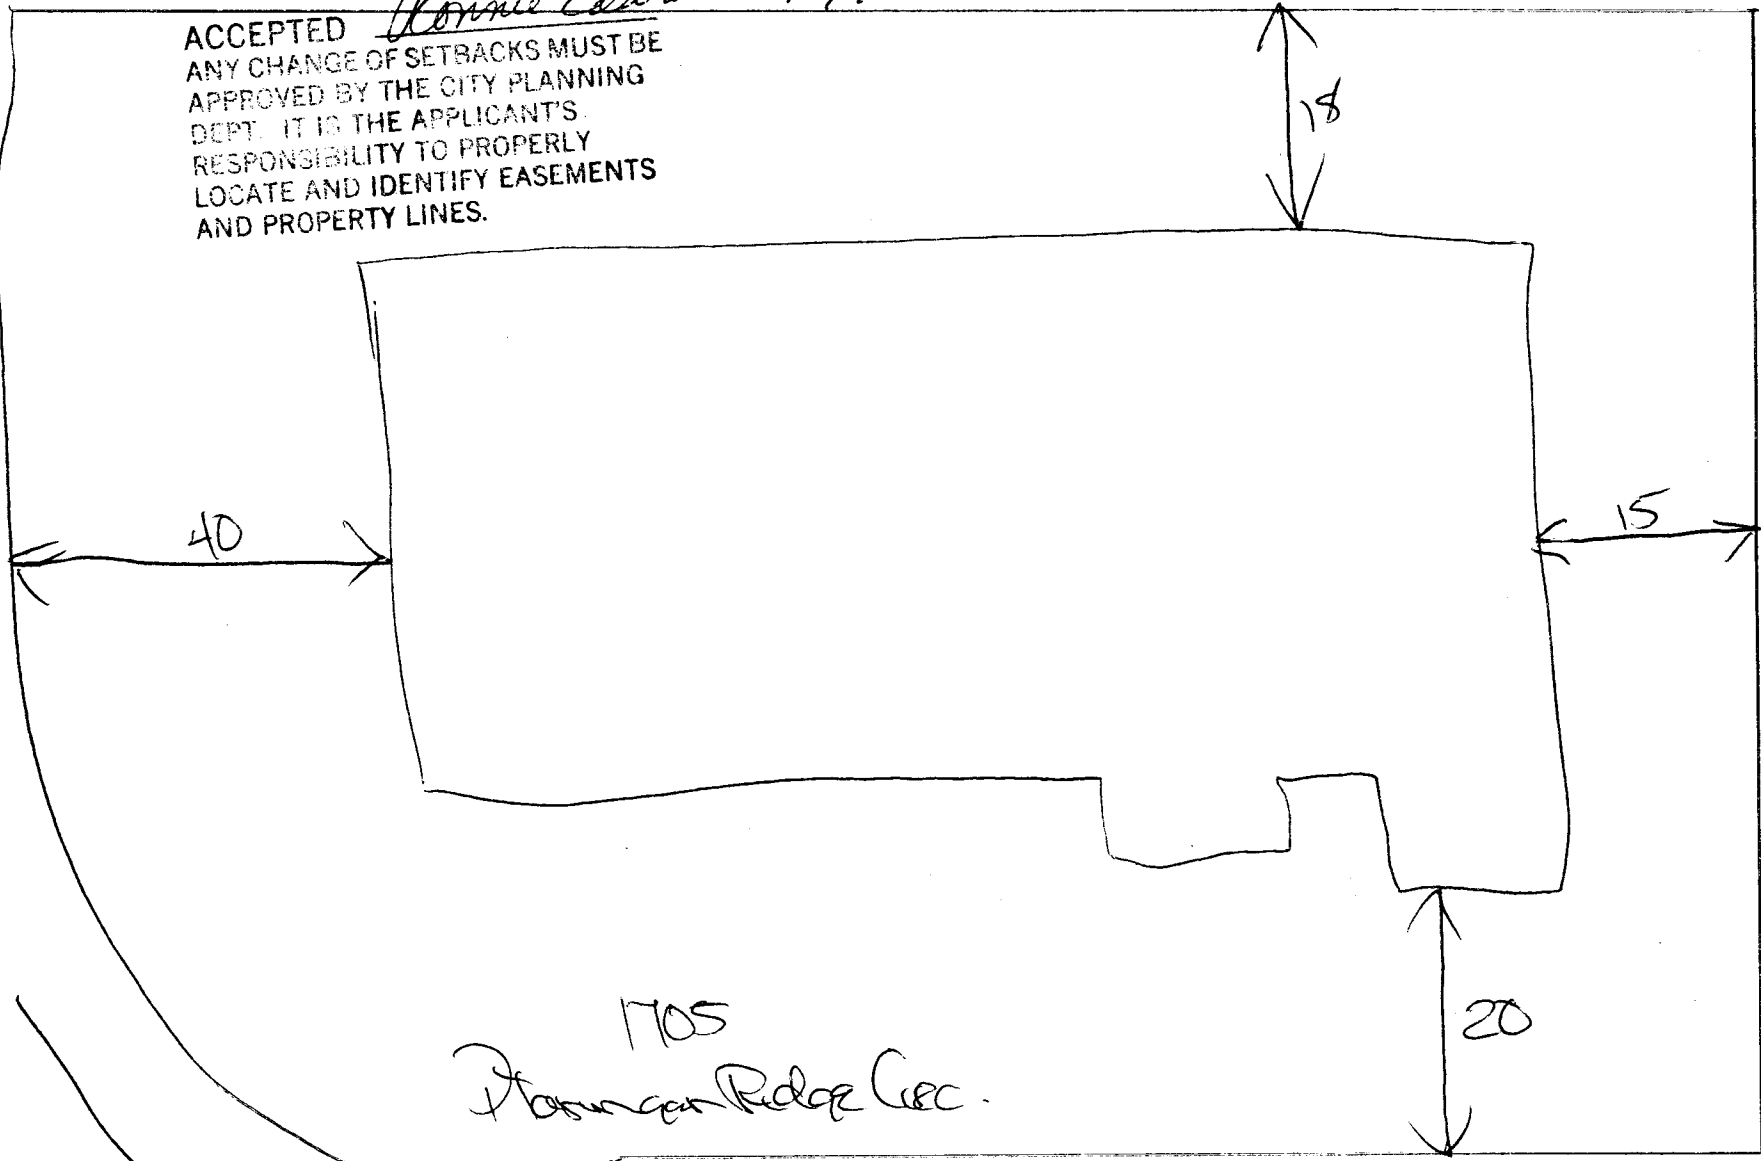 ACCEPTED
ANY CHANGE OF SETBACKS MUST BE
APPROVED BY THE CITY PLANNING
DEPT. IT IS THE APPLICANT'S
RESPONSIBILITY TO PROPERLY
LOCATE AND IDENTIFY EASEMENTS
AND PROPERTY LINES.
18
40
15
20
1705
Ridge Circ.